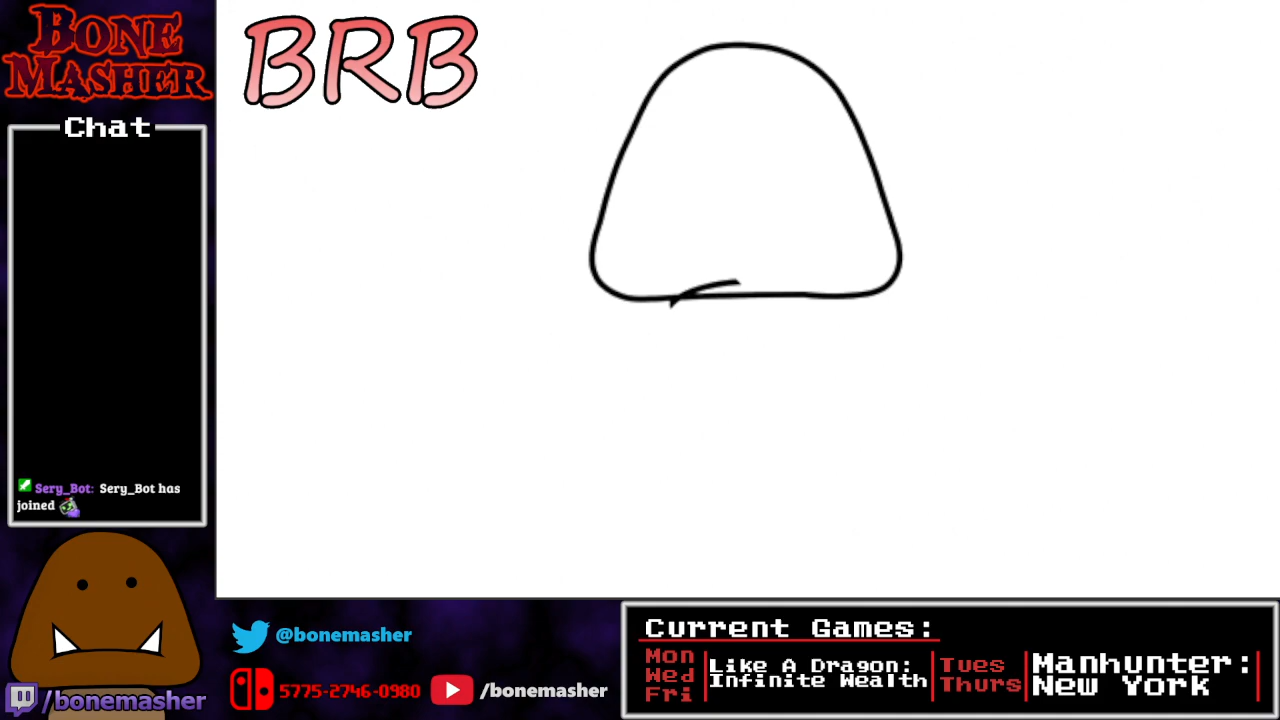 BONE
MASHER
BRB
Chat
Sery_Bot: Sery_Bot has
joined
/bonemasher
@bonemasher
5775-2746-0980
/bonemasher
Current Games:
Mon
Wed
Fri
Like A Dragon:
Infinite Wealth
Tues
Thurs
Manhunter:
New York